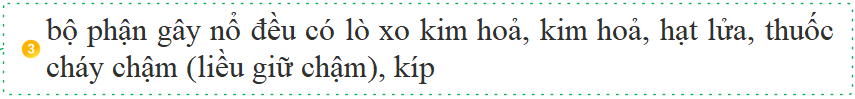 3 bộ phận gây nổ đều có lò xo kim hoả, kim hoả, hạt lửa, thuốc
cháy chậm (liều giữ chậm), kíp